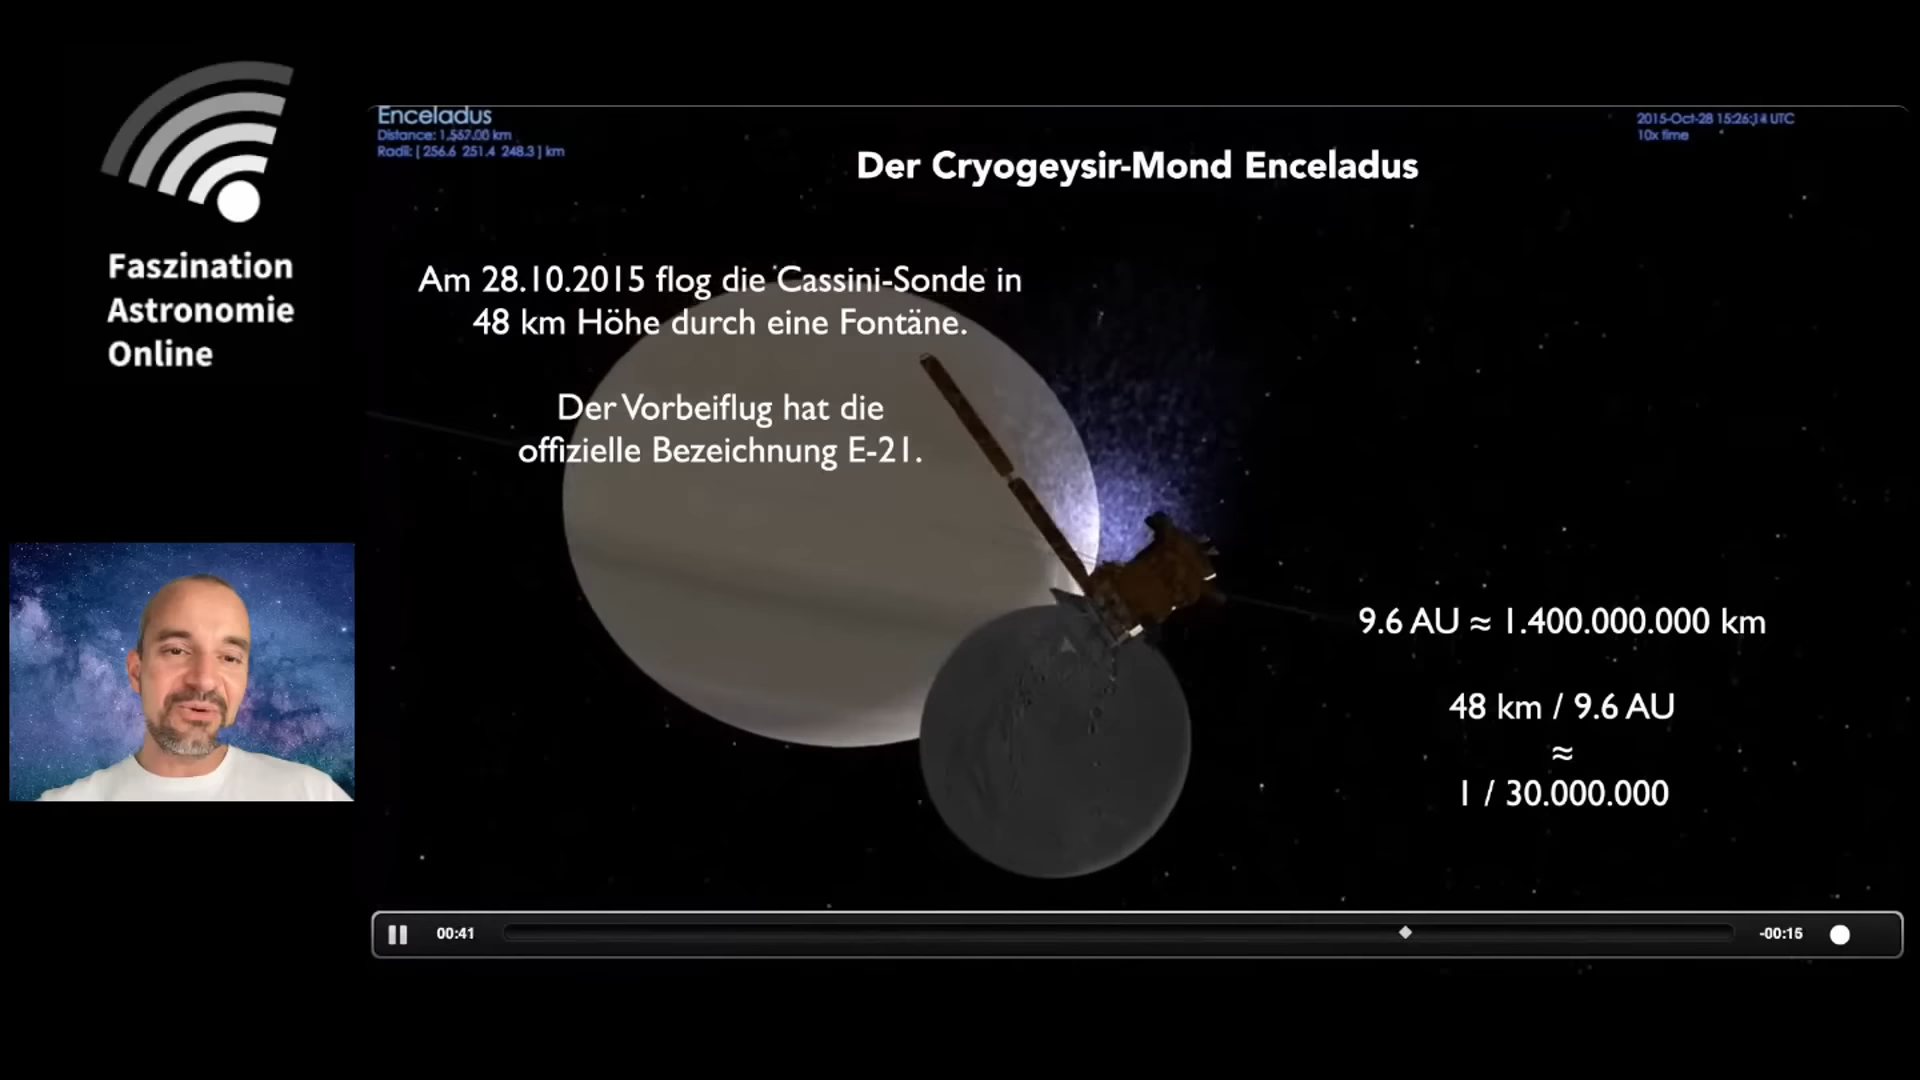 Faszination
Astronomie
Online
Enceladus
Distance: 1,557.00 km
Radii: [ 256.6 251.4 248.3 ] km
2015-Oct-28 15:26:14 UTC
10x time
Der Cryogeysir-Mond Enceladus
Am 28.10.2015 flog die Cassini-Sonde in
48 km Höhe durch eine Fontäne.
Der Vorbeiflug hat die
offizielle Bezeichnung E-21.
9.6 AU ≈ 1.400.000.000 km
48 km / 9.6 AU
≈
1 / 30.000.000
00:41
-00:15